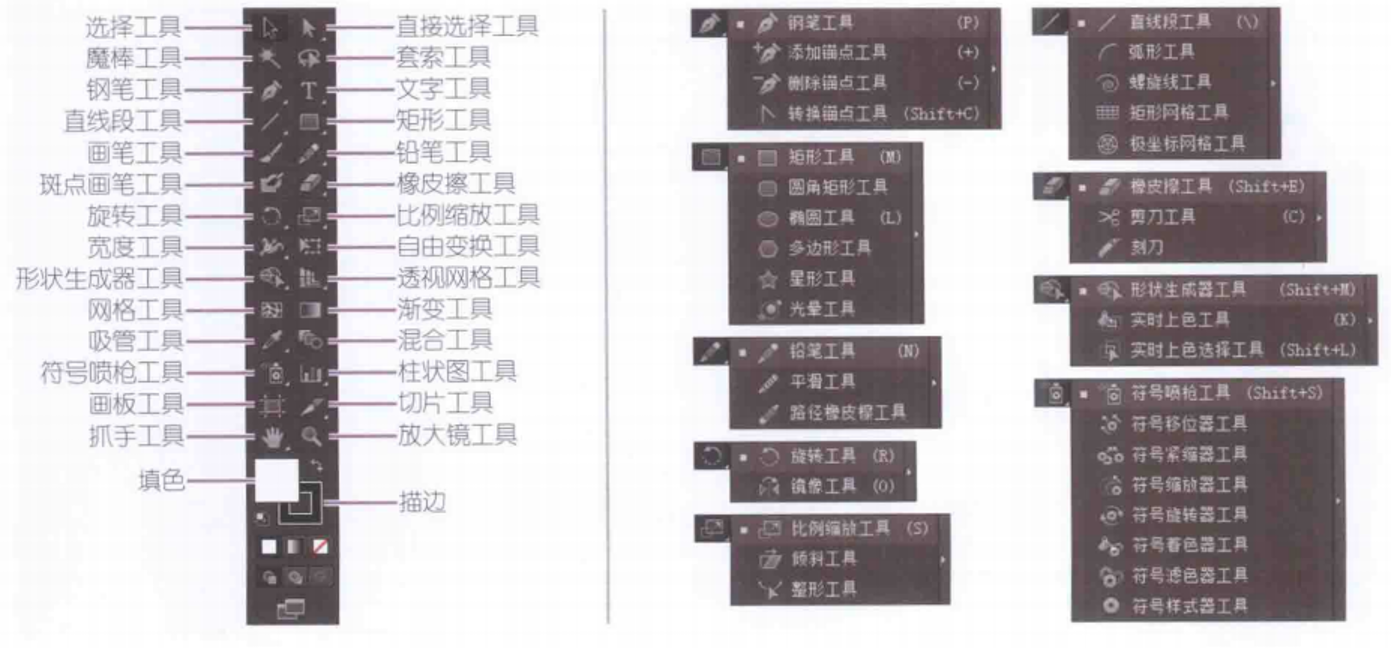 选择工具
直接选择工具
魔棒工具
套索工具
钢笔工具
文字工具
直线段工具
矩形工具
画笔工具
铅笔工具
斑点画笔工具
橡皮擦工具
旋转工具
比例缩放工具
宽度工具
自由变换工具
形状生成器工具
透视网格工具
网格工具
渐变工具
吸管工具
混合工具
符号喷枪工具
柱状图工具
画板工具
切片工具
抓手工具
放大镜工具
填色
描边
钢笔工具 (P)
添加锚点工具 (+)
删除锚点工具 (-)
转换锚点工具 (Shift+C)
矩形工具 (M)
圆角矩形工具
椭圆工具 (L)
多边形工具
星形工具
光晕工具
铅笔工具 (N)
平滑工具
路径橡皮擦工具
旋转工具 (R)
镜像工具 (O)
比例缩放工具 (S)
倾斜工具
整形工具
直线段工具 (\)
弧形工具
螺旋线工具
矩形网格工具
极坐标网格工具
橡皮擦工具 (Shift+E)
剪刀工具 (C)
刻刀
形状生成器工具 (Shift+M)
实时上色工具 (K)
实时上色选择工具 (Shift+L)
符号喷枪工具 (Shift+S)
符号移位器工具
符号紧缩器工具
符号缩放器工具
符号旋转器工具
符号着色器工具
符号滤色器工具
符号样式器工具